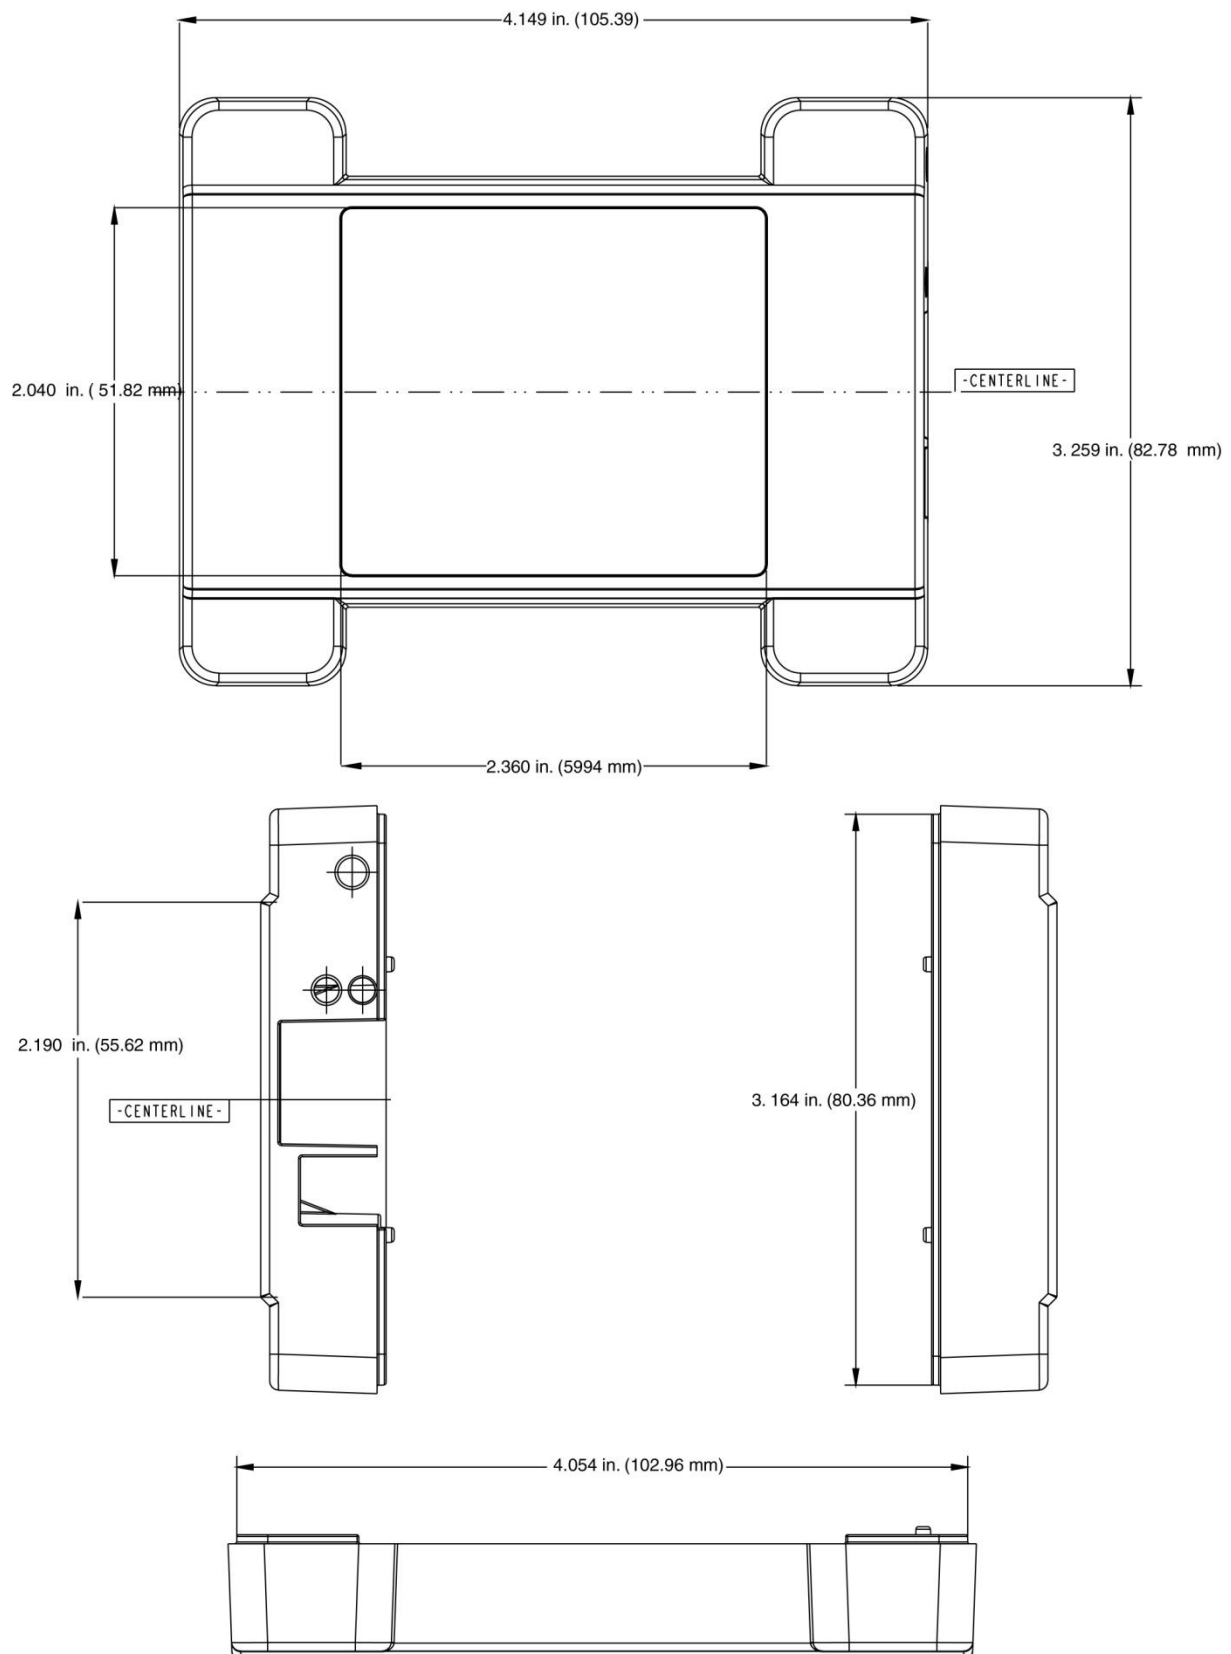 4.149 in. (105.39)
2.040 in. ( 51.82 mm)
-CENTERLINE-
3. 259 in. (82.78 mm)
2.360 in. (5994 mm)
2.190 in. (55.62 mm)
-CENTERLINE-
3. 164 in. (80.36 mm)
4.054 in. (102.96 mm)